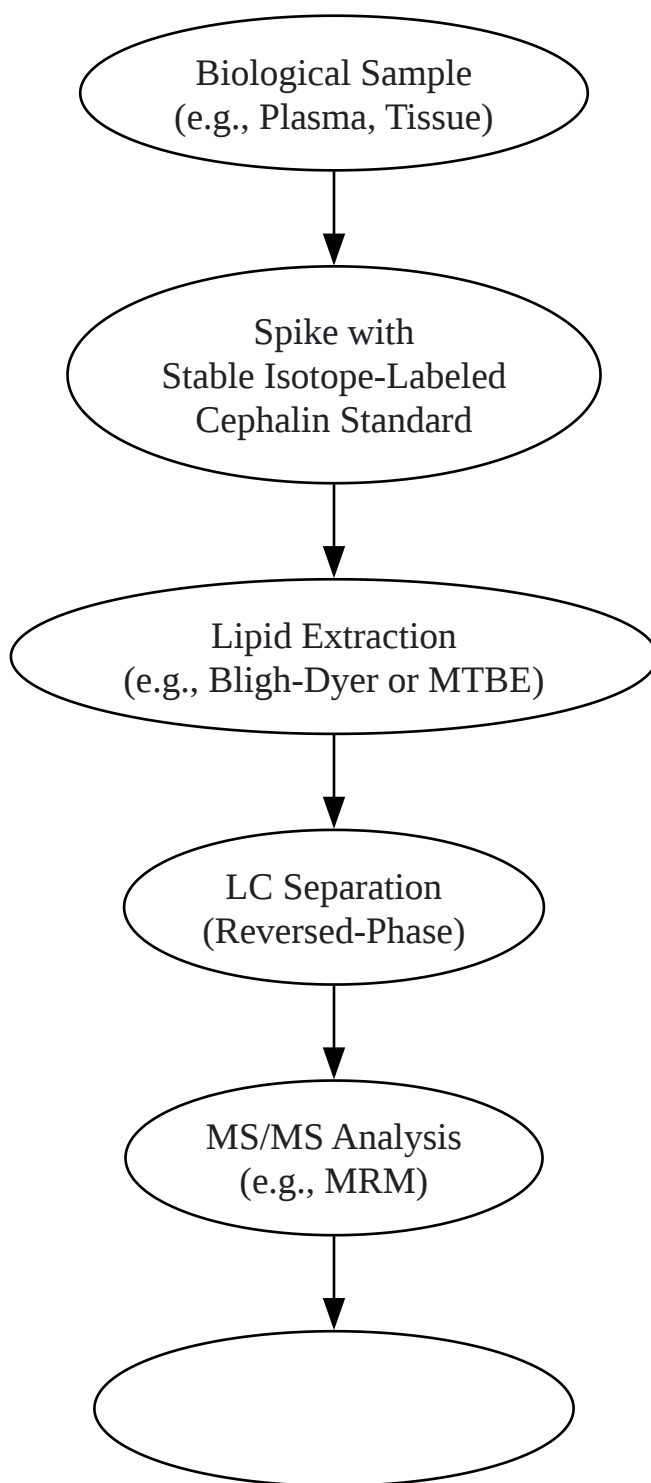 Biological Sample
(e.g., Plasma, Tissue)
Spike with
Stable Isotope-Labeled
Cephalin Standard
Lipid Extraction
(e.g., Bligh-Dyer or MTBE)
LC Separation
(Reversed-Phase)
MS/MS Analysis
(e.g., MRM)